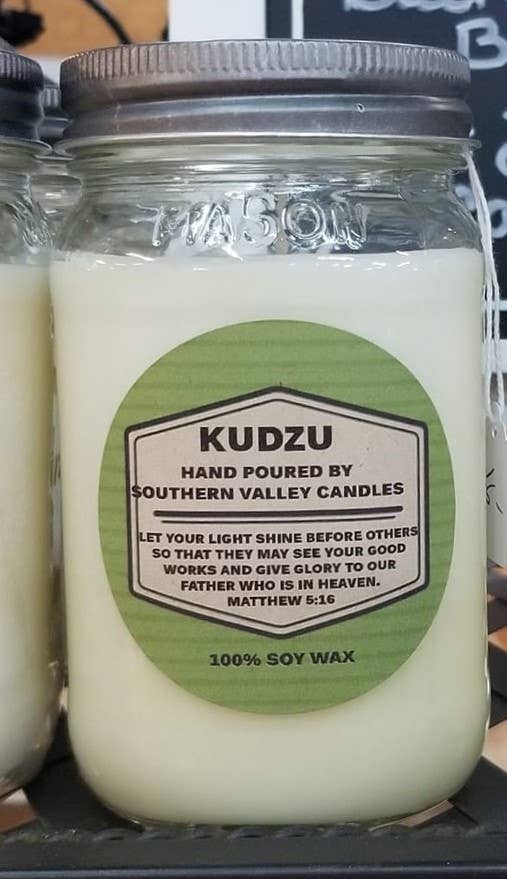 MASON
KUDZU
HAND POURED BY
SOUTHERN VALLEY CANDLES
LET YOUR LIGHT SHINE BEFORE OTHERS
SO THAT THEY MAY SEE YOUR GOOD
WORKS AND GIVE GLORY TO OUR
FATHER WHO IS IN HEAVEN.
MATTHEW 5:16
100% SOY WAX